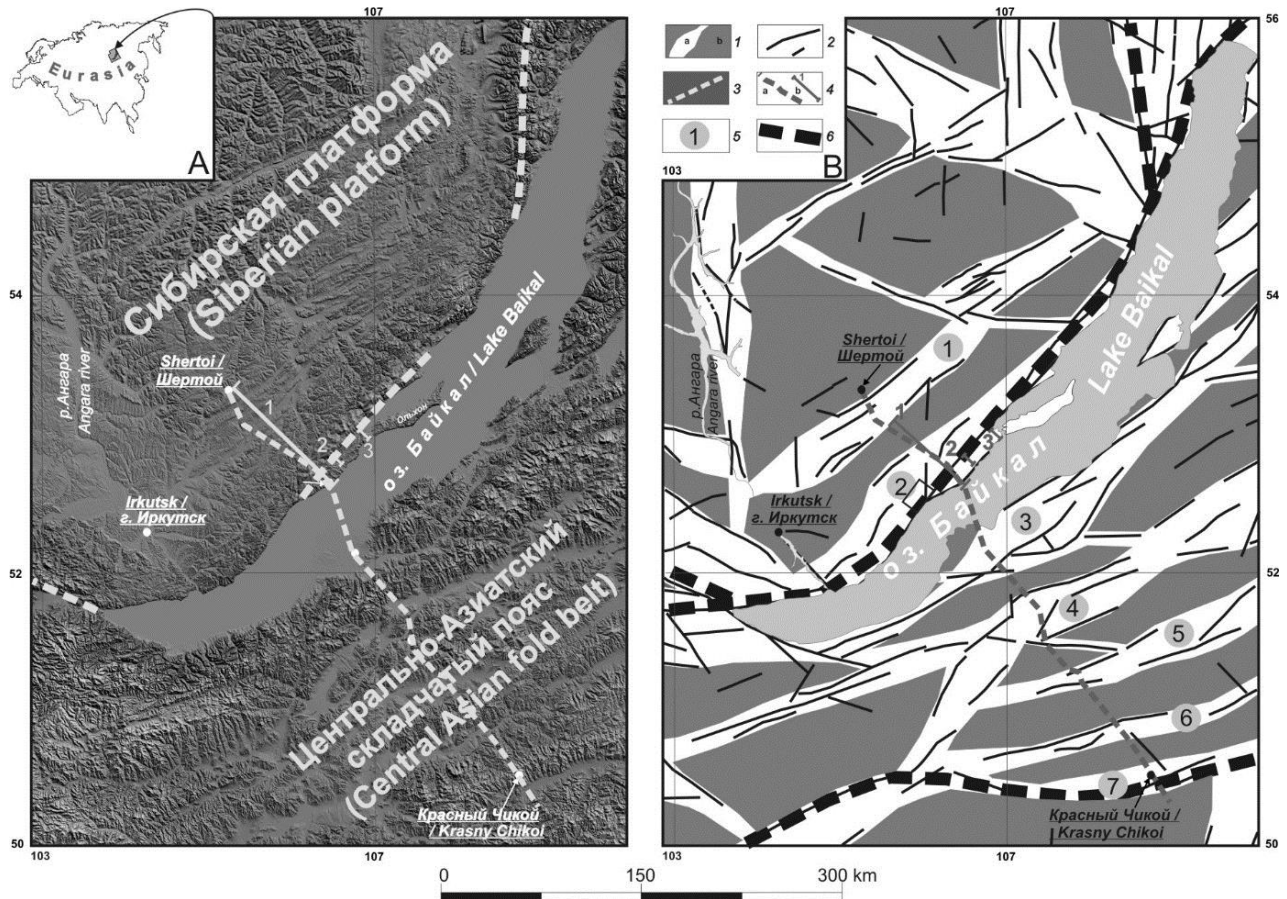 107
Eurasia
A
Сибирская платформа
(Siberian platform)
54
р.Ангара
Angara river
Shertoi /
Шертой
1
2
3
Ольхон
оз. Байкал / Lake Baikal
Irkutsk /
г. Иркутск
52
Центрально-Азиатский
складчатый пояс
(Central Asian fold belt)
Красный Чикой
/ Krasny Chikoi
50
103
107
a
b
1
2
3
a
b
1
4
1
5
6
B
103
107
56
54
52
50
р.Ангара
Angara river
Shertoi /
Шертой
1
1
2
3
2
Lake Baikal
оз. Байкал
Irkutsk /
г. Иркутск
3
4
5
6
7
Красный Чикой /
Krasny Chikoi
103
107
0
150
300 km